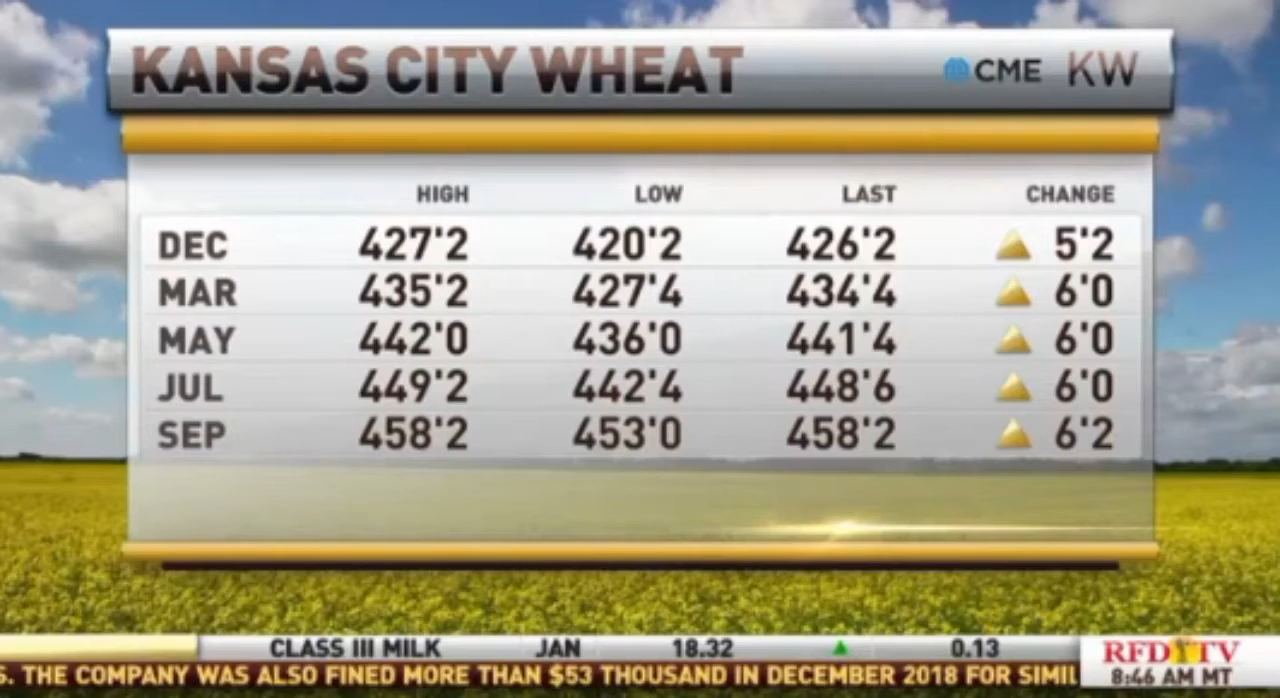 KANSAS CITY WHEAT CME KW
HIGH LOW LAST CHANGE
DEC 427'2 420'2 426'2 5'2
MAR 435'2 427'4 434'4 6'0
MAY 442'0 436'0 441'4 6'0
JUL 449'2 442'4 448'6 6'0
SEP 458'2 453'0 458'2 6'2
CLASS III MILK JAN 18.32 0.13
S. THE COMPANY WAS ALSO FINED MORE THAN $53 THOUSAND IN DECEMBER 2018 FOR SIMIL
RFD TV
8:46 AM MT